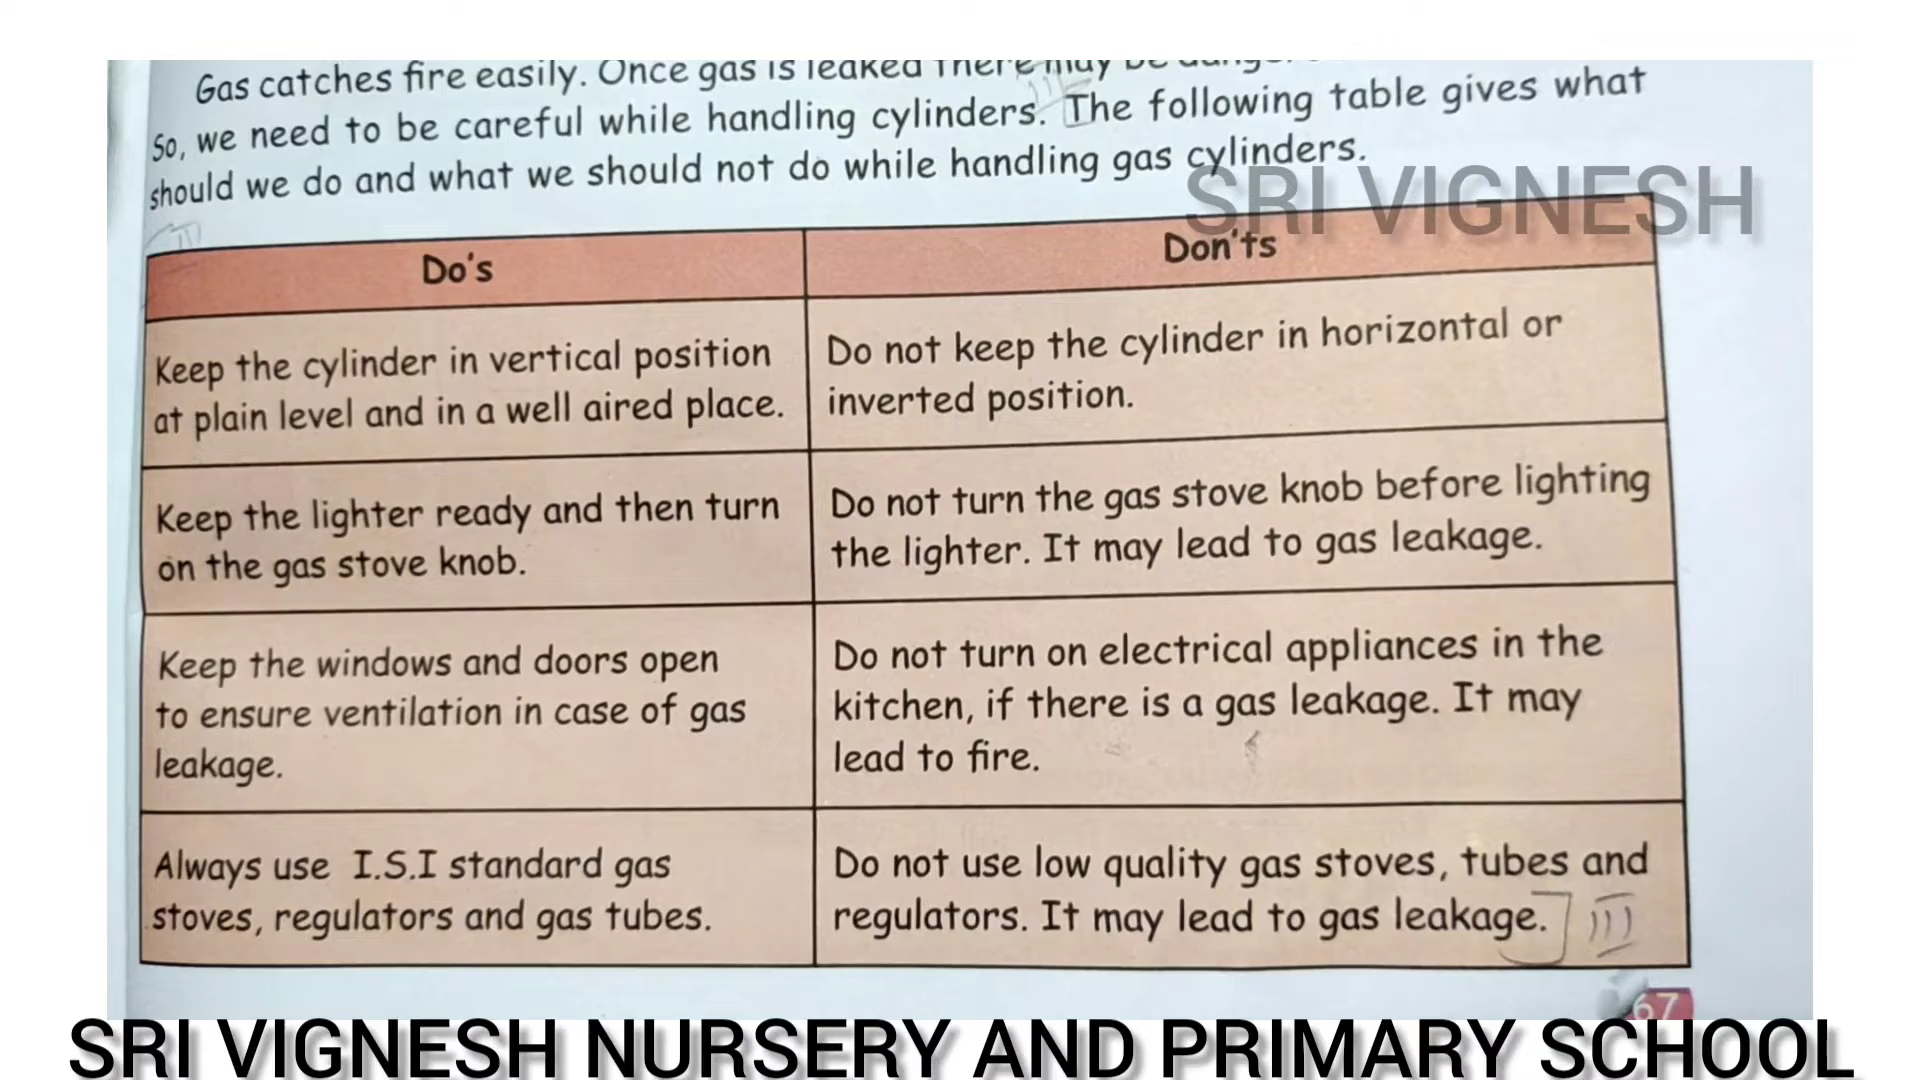 Gas catches fire easily. Once gas is leaked there may be
So, we need to be careful while handling cylinders. The following table gives what
should we do and what we should not do while handling gas cylinders.
SRI VIGNESH
Do's
Don'ts
Keep the cylinder in vertical position
at plain level and in a well aired place.
Do not keep the cylinder in horizontal or
inverted position.
Keep the lighter ready and then turn
on the gas stove knob.
Do not turn the gas stove knob before lighting
the lighter. It may lead to gas leakage.
Keep the windows and doors open
to ensure ventilation in case of gas
leakage.
Do not turn on electrical appliances in the
kitchen, if there is a gas leakage. It may
lead to fire.
Always use I.S.I standard gas
stoves, regulators and gas tubes.
Do not use low quality gas stoves, tubes and
regulators. It may lead to gas leakage.
III
67
SRI VIGNESH NURSERY AND PRIMARY SCHOOL